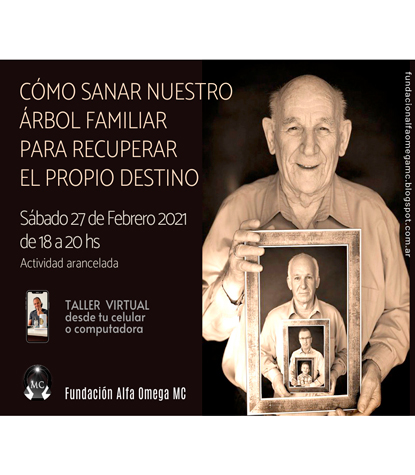 CÓMO SANAR NUESTRO
ÁRBOL FAMILIAR
PARA RECUPERAR
EL PROPIO DESTINO
Sábado 27 de Febrero 2021
de 18 a 20 hs
Actividad arancelada
TALLER VIRTUAL
desde tu celular
o computadora
MC
Fundación Alfa Omega MC
fundacionalfaomegamc.blogspot.com.ar